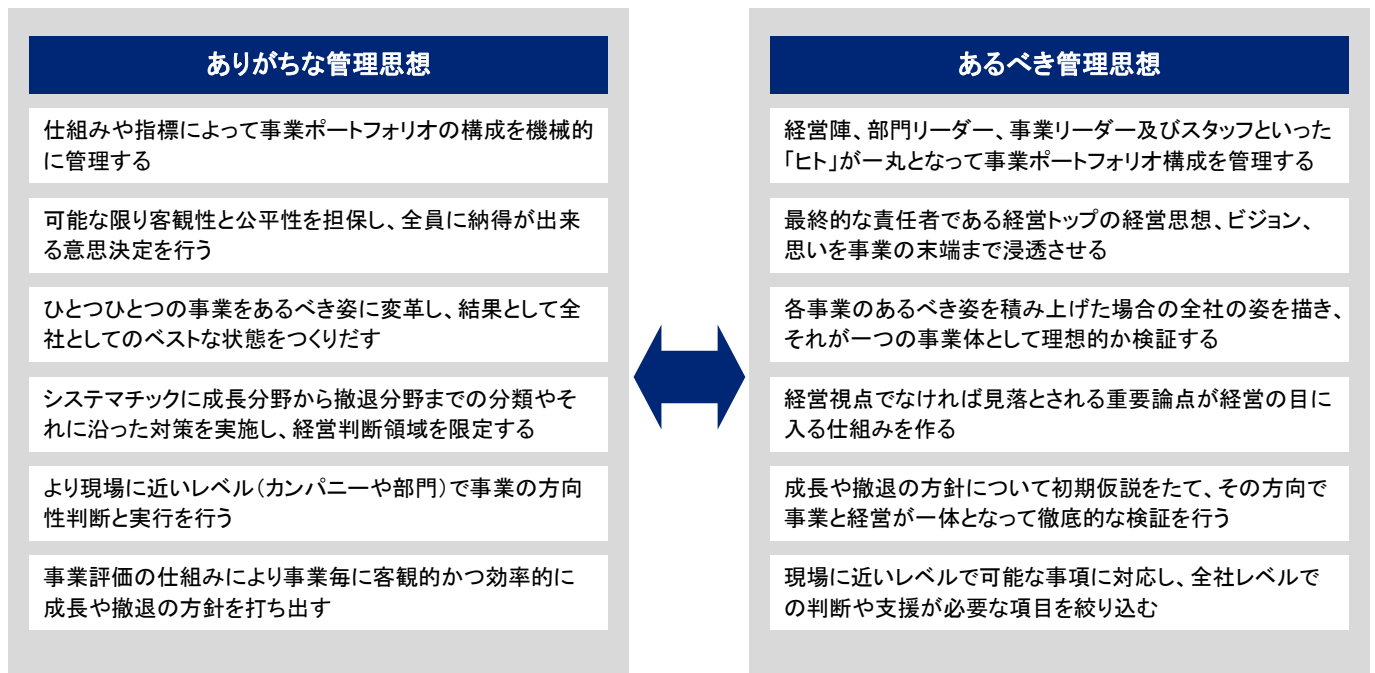 ありがちな管理思想
仕組みや指標によって事業ポートフォリオの構成を機械的
に管理する
可能な限り客観性と公平性を担保し、全員に納得が出来
る意思決定を行う
ひとつひとつの事業をあるべき姿に変革し、結果として全
社としてのベストな状態をつくりだす
システマチックに成長分野から撤退分野までの分類やそ
れに沿った対策を実施し、経営判断領域を限定する
より現場に近いレベル（カンパニーや部門）で事業の方向
性判断と実行を行う
事業評価の仕組みにより事業毎に客観的かつ効率的に
成長や撤退の方針を打ち出す
あるべき管理思想
経営陣、部門リーダー、事業リーダー及びスタッフといった
「ヒト」が一丸となって事業ポートフォリオ構成を管理する
最終的な責任者である経営トップの経営思想、ビジョン、
思いを事業の末端まで浸透させる
各事業のあるべき姿を積み上げた場合の全社の姿を描き、
それが一つの事業体として理想的か検証する
経営視点でなければ見落とされる重要論点が経営の目に
入る仕組みを作る
成長や撤退の方針について初期仮説をたて、その方向で
事業と経営が一体となって徹底的な検証を行う
現場に近いレベルで可能な事項に対応し、全社レベルで
の判断や支援が必要な項目を絞り込む